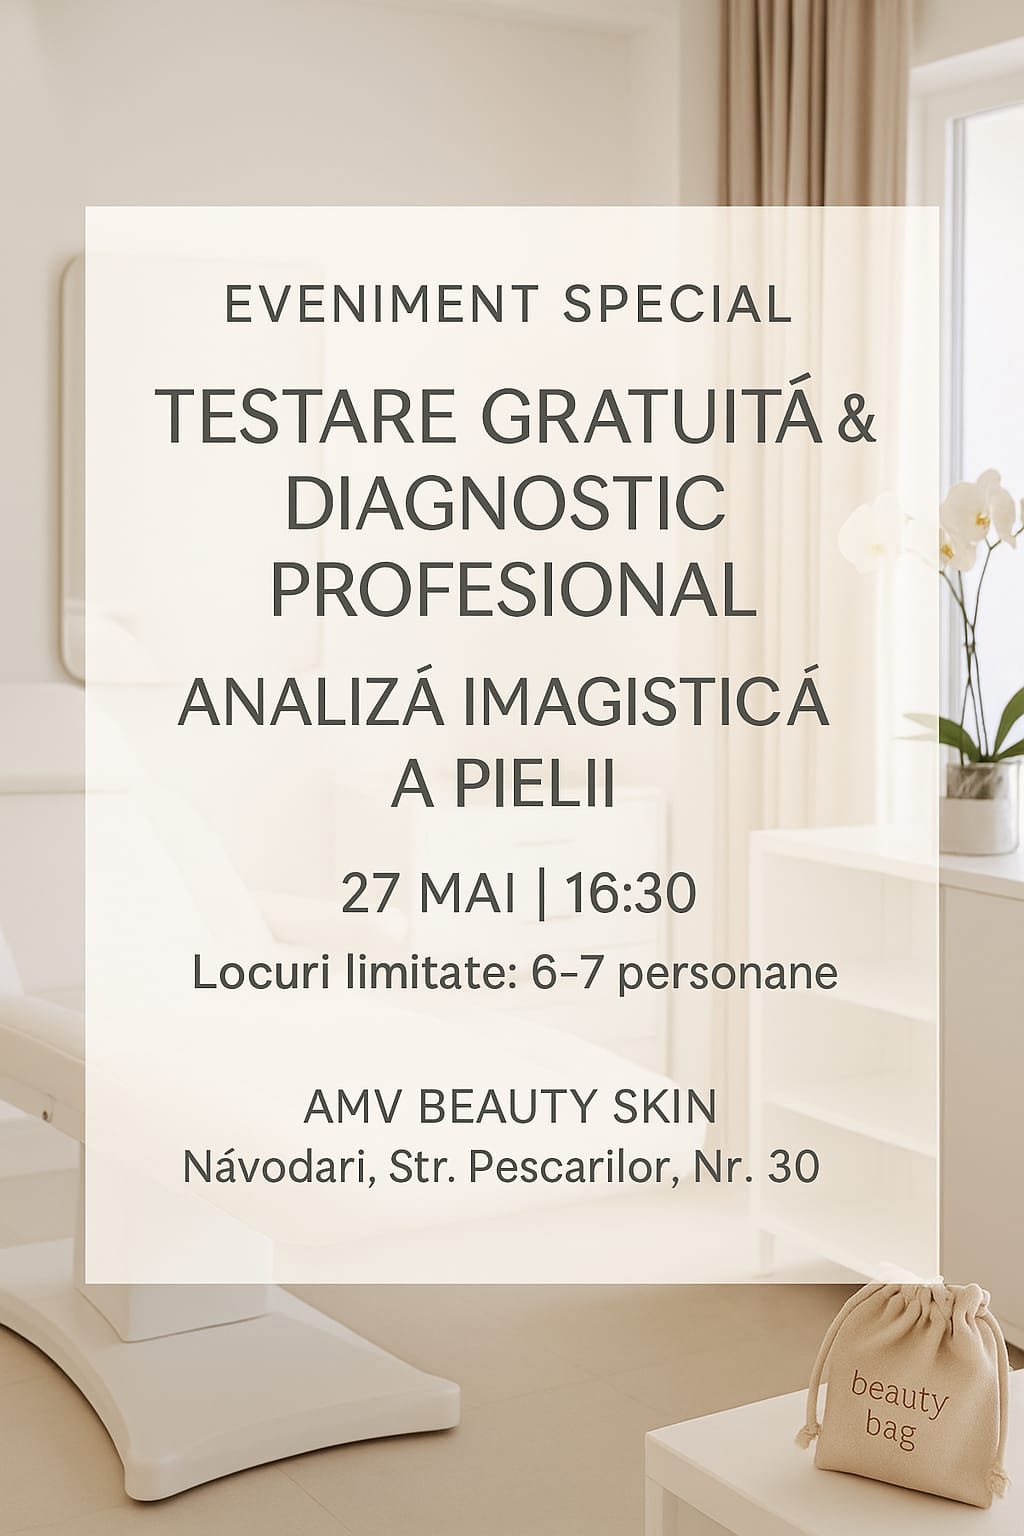 EVENIMENT SPECIAL
TESTARE GRATUITÁ &
DIAGNOSTIC
PROFESIONAL
ANALIZÁ IMAGISTICÁ
A PIELII
27 MAI | 16:30
Locuri limitate: 6-7 personane
AMV BEAUTY SKIN
Návodari, Str. Pescarilor, Nr. 30
beauty
bag